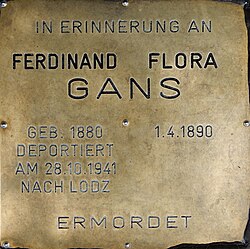 IN ERINNERUNG AN
FERDINAND FLORA
GANS
GEB. 1880 1.4.1890
DEPORTIERT
AM 28.10.1941
NACH LODZ
ERMORDET